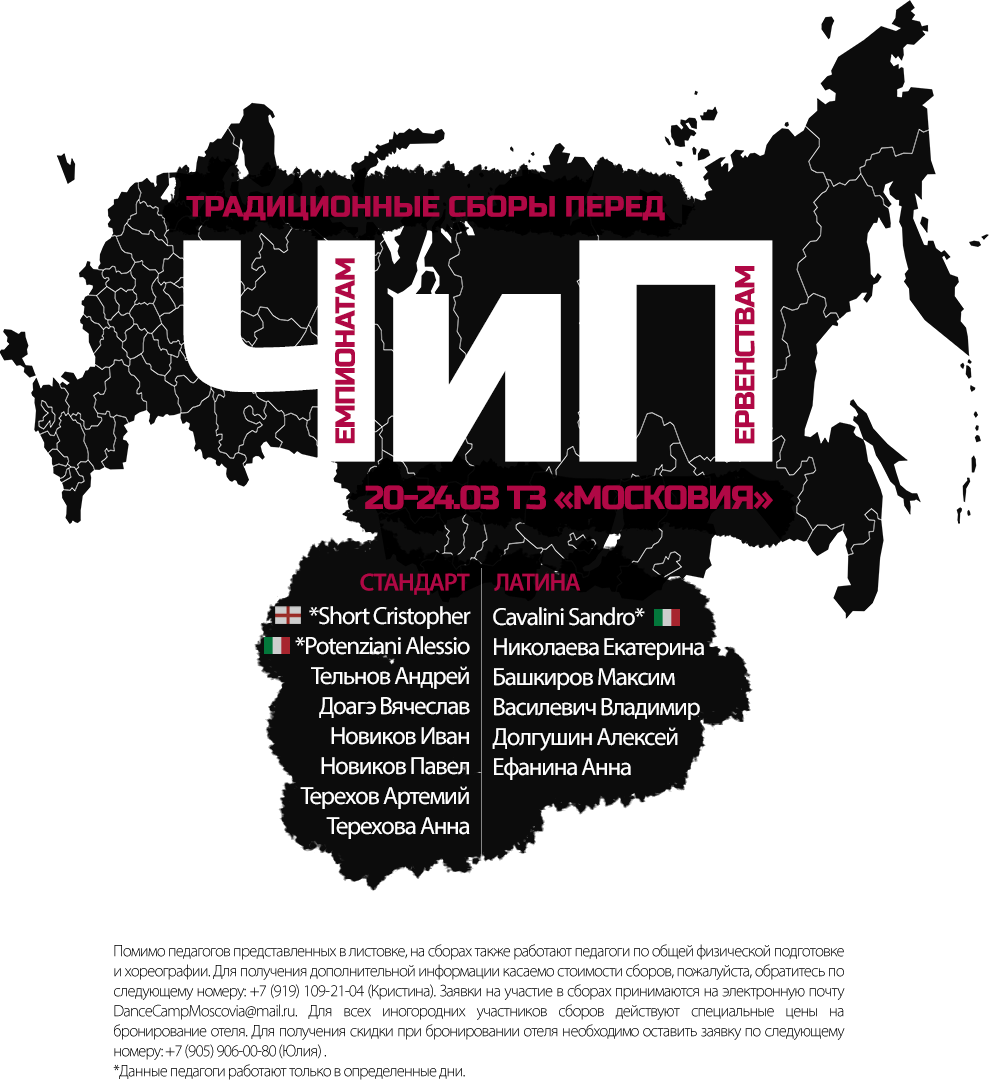 ТРАДИЦИОННЫЕ СБОРЫ ПЕРЕД
ЧиП
ЕМПИОНАТАМ
ЕРВЕНСТВАМ
20-24.03 ТЗ «МОСКОВИЯ»
СТАНДАРТ
*Short Cristopher
*Potenziani Alessio
Тельнов Андрей
Доагэ Вячеслав
Новиков Иван
Новиков Павел
Терехов Артемий
Терехова Анна
ЛАТИНА
Cavalini Sandro*
Николаева Екатерина
Башкиров Максим
Василевич Владимир
Долгушин Алексей
Ефанина Анна
Помимо педагогов представленных в листовке, на сборах также работают педагоги по общей физической подготовке
и хореографии. Для получения дополнительной информации касаемо стоимости сборов, пожалуйста, обратитесь по
следующему номеру: +7 (919) 109-21-04 (Кристина). Заявки на участие в сборах принимаются на электронную почту
DanceCampMoscovia@mail.ru. Для всех иногородних участников сборов действуют специальные цены на
бронирование отеля. Для получения скидки при бронировании отеля необходимо оставить заявку по следующему
номеру: +7 (905) 906-00-80 (Юлия) .
*Данные педагоги работают только в определенные дни.